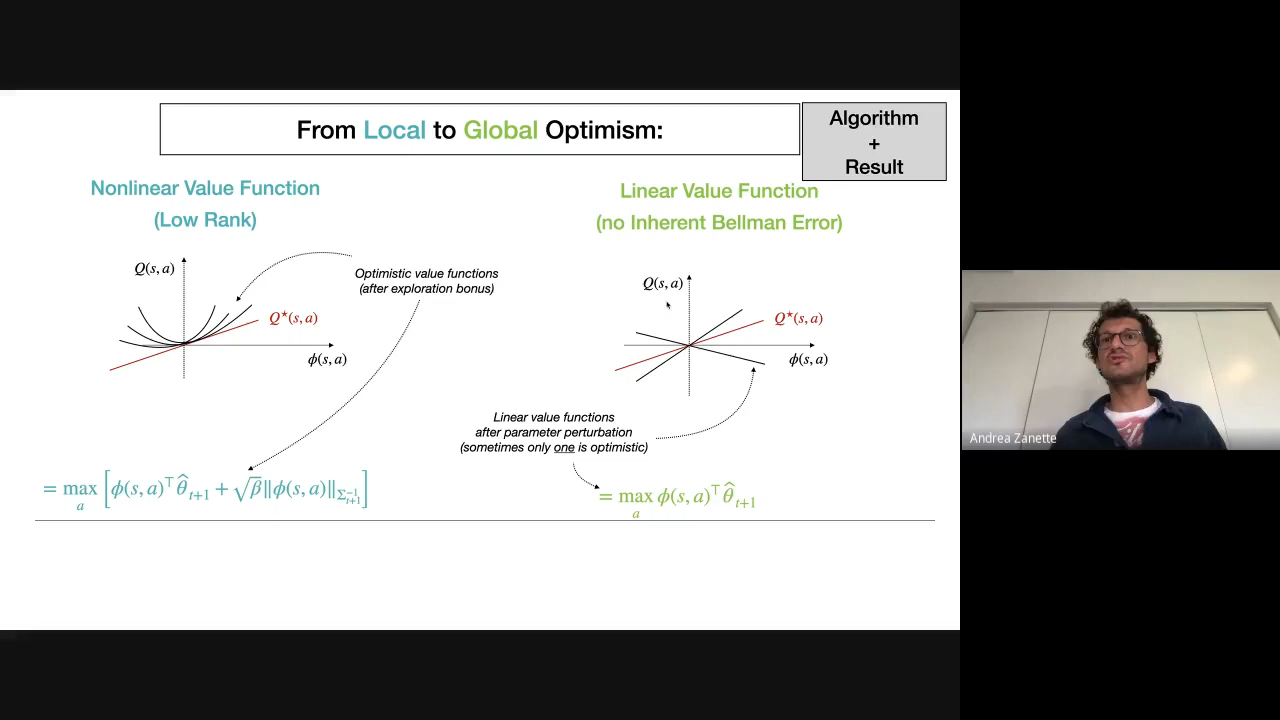 From Local to Global Optimism:
Algorithm
+
Result
Nonlinear Value Function
(Low Rank)
Linear Value Function
(no Inherent Bellman Error)
Q(s, a)
Q★(s, a)
ϕ(s, a)
Optimistic value functions
(after exploration bonus)
Q(s, a)
Q★(s, a)
ϕ(s, a)
Linear value functions
after parameter perturbation
(sometimes only one is optimistic)
= max_a [ϕ(s, a)^⊤ θ̂_{t+1} + √β ‖ϕ(s, a)‖_{Σ_{t+1}^{-1}}]
= max_a ϕ(s, a)^⊤ θ̂_{t+1}
Andrea Zanette